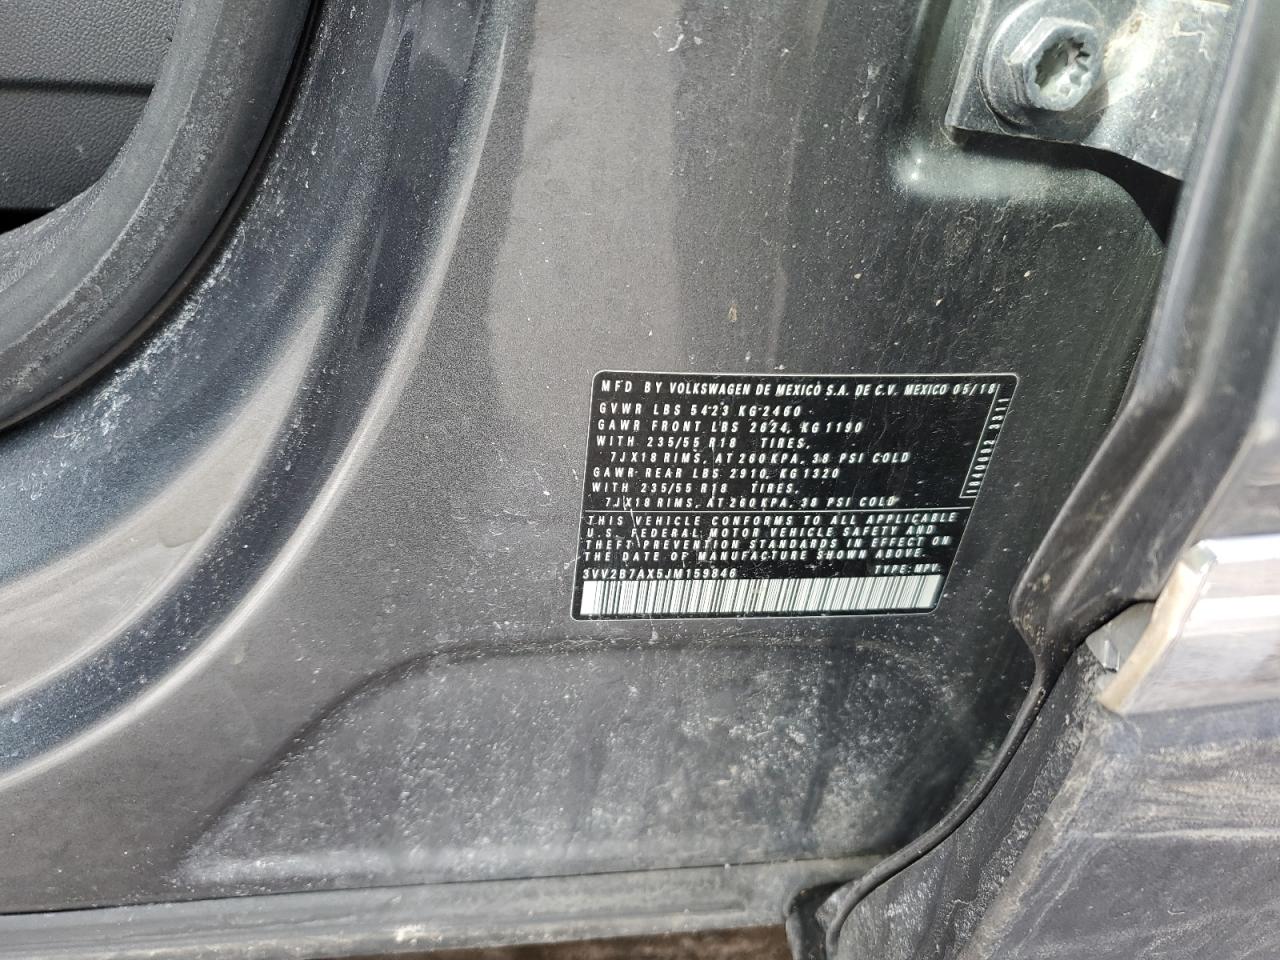 MFD BY VOLKSWAGEN DE MEXICO S.A. DE C.V. MEXICO 05/18
GVWR LBS 5423 KG 2460
GAWR FRONT LBS 2624, KG 1190
WITH 235/55 R18 TIRES,
7JX18 RIMS, AT 260 KPA, 38 PSI COLD
GAWR REAR LBS 2910, KG 1320
WITH 235/55 R18 TIRES,
7JX18 RIMS, AT 260 KPA, 38 PSI COLD
THIS VEHICLE CONFORMS TO ALL APPLICABLE
U.S. FEDERAL MOTOR VEHICLE SAFETY AND
THEFT PREVENTION STANDARDS IN EFFECT ON
THE DATE OF MANUFACTURE SHOWN ABOVE.
3VV2B7AX5JM159846 TYPE: MPV